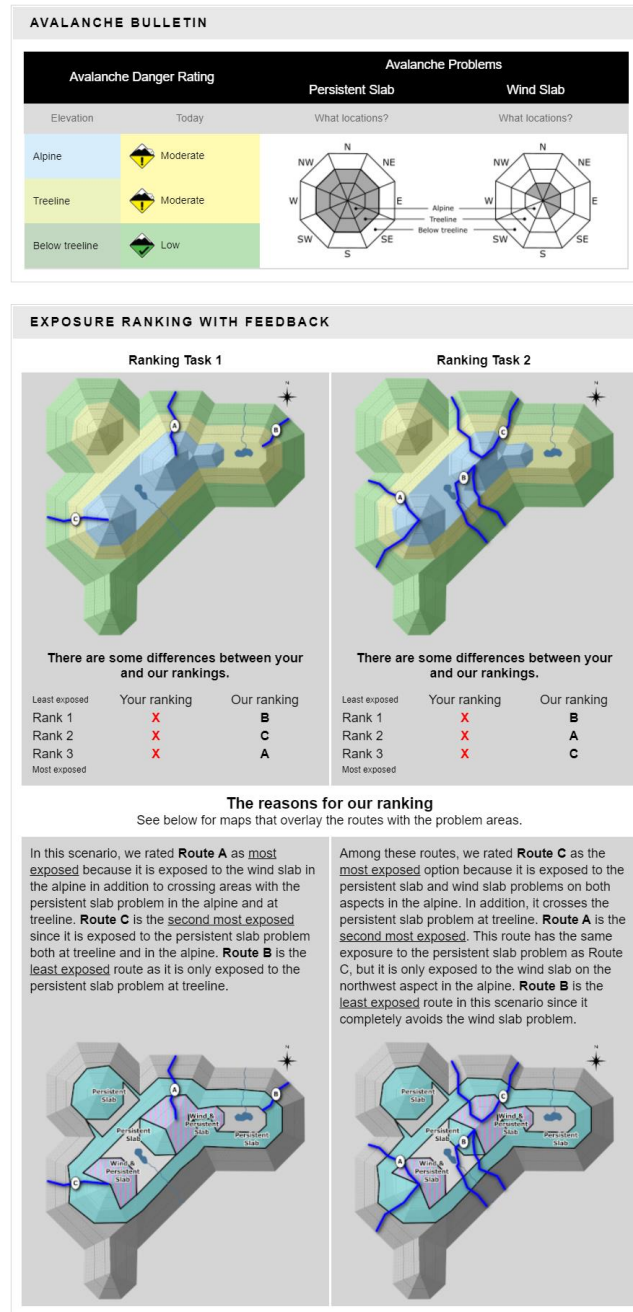 AVALANCHE BULLETIN
Avalanche Danger Rating
Avalanche Problems
Persistent Slab
Wind Slab
Elevation
Today
What locations?
What locations?
Alpine
Moderate
Treeline
Moderate
Below treeline
Low
N
NW
NE
W
E
SW
SE
S
Alpine
Treeline
Below treeline
N
NW
NE
W
E
SW
SE
S
EXPOSURE RANKING WITH FEEDBACK
Ranking Task 1
N
A
B
C
There are some differences between your
and our rankings.
Least exposed Your ranking Our ranking
Rank 1 X B
Rank 2 X C
Rank 3 X A
Most exposed
Ranking Task 2
N
C
B
A
There are some differences between your
and our rankings.
Least exposed Your ranking Our ranking
Rank 1 X B
Rank 2 X A
Rank 3 X C
Most exposed
The reasons for our ranking
See below for maps that overlay the routes with the problem areas.
In this scenario, we rated Route A as most
exposed because it is exposed to the wind slab in
the alpine in addition to crossing areas with the
persistent slab problem in the alpine and at
treeline. Route C is the second most exposed
since it is exposed to the persistent slab problem
both at treeline and in the alpine. Route B is the
least exposed route as it is only exposed to the
persistent slab problem at treeline.
N
A
B
C
Persistent
Slab
Wind &
Persistent
Slab
Persistent
Slab
Persistent
Slab
Wind &
Persistent
Slab
Among these routes, we rated Route C as the
most exposed option because it is exposed to the
persistent slab and wind slab problems on both
aspects in the alpine. In addition, it crosses the
persistent slab problem at treeline. Route A is the
second most exposed. This route has the same
exposure to the persistent slab problem as Route
C, but it is only exposed to the wind slab on the
northwest aspect in the alpine. Route B is the
least exposed route in this scenario since it
completely avoids the wind slab problem.
N
C
B
A
Persistent
Slab
Wind &
Persistent
Slab
Persistent
Slab
Persistent
Slab
Wind &
Persistent
Slab